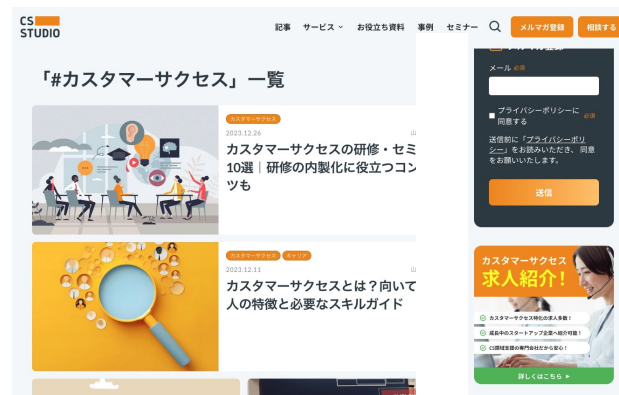 CS
STUDIO
記事 サービス お役立ち資料 事例 セミナー メルマガ登録 相談する
「#カスタマーサクセス」一覧
カスタマーサクセス
2023.12.26
カスタマーサクセスの研修・セミ
10選｜研修の内製化に役立つコン
ツも
カスタマーサクセス キャリア
2023.12.11
カスタマーサクセスとは？向いて
人の特徴と必要なスキルガイド
メール 必須
プライバシーポリシーに
同意する 必須
送信前に「プライバシーポリ
シー」をお読みいただき、同意
をお願いいたします。
送信
カスタマーサクセス
求人紹介！
カスタマーサクセス特化の求人多数！
成長中のスタートアップ企業へ紹介可能！
CS領域支援の専門会社だから安心！
詳しくはこちら ▶